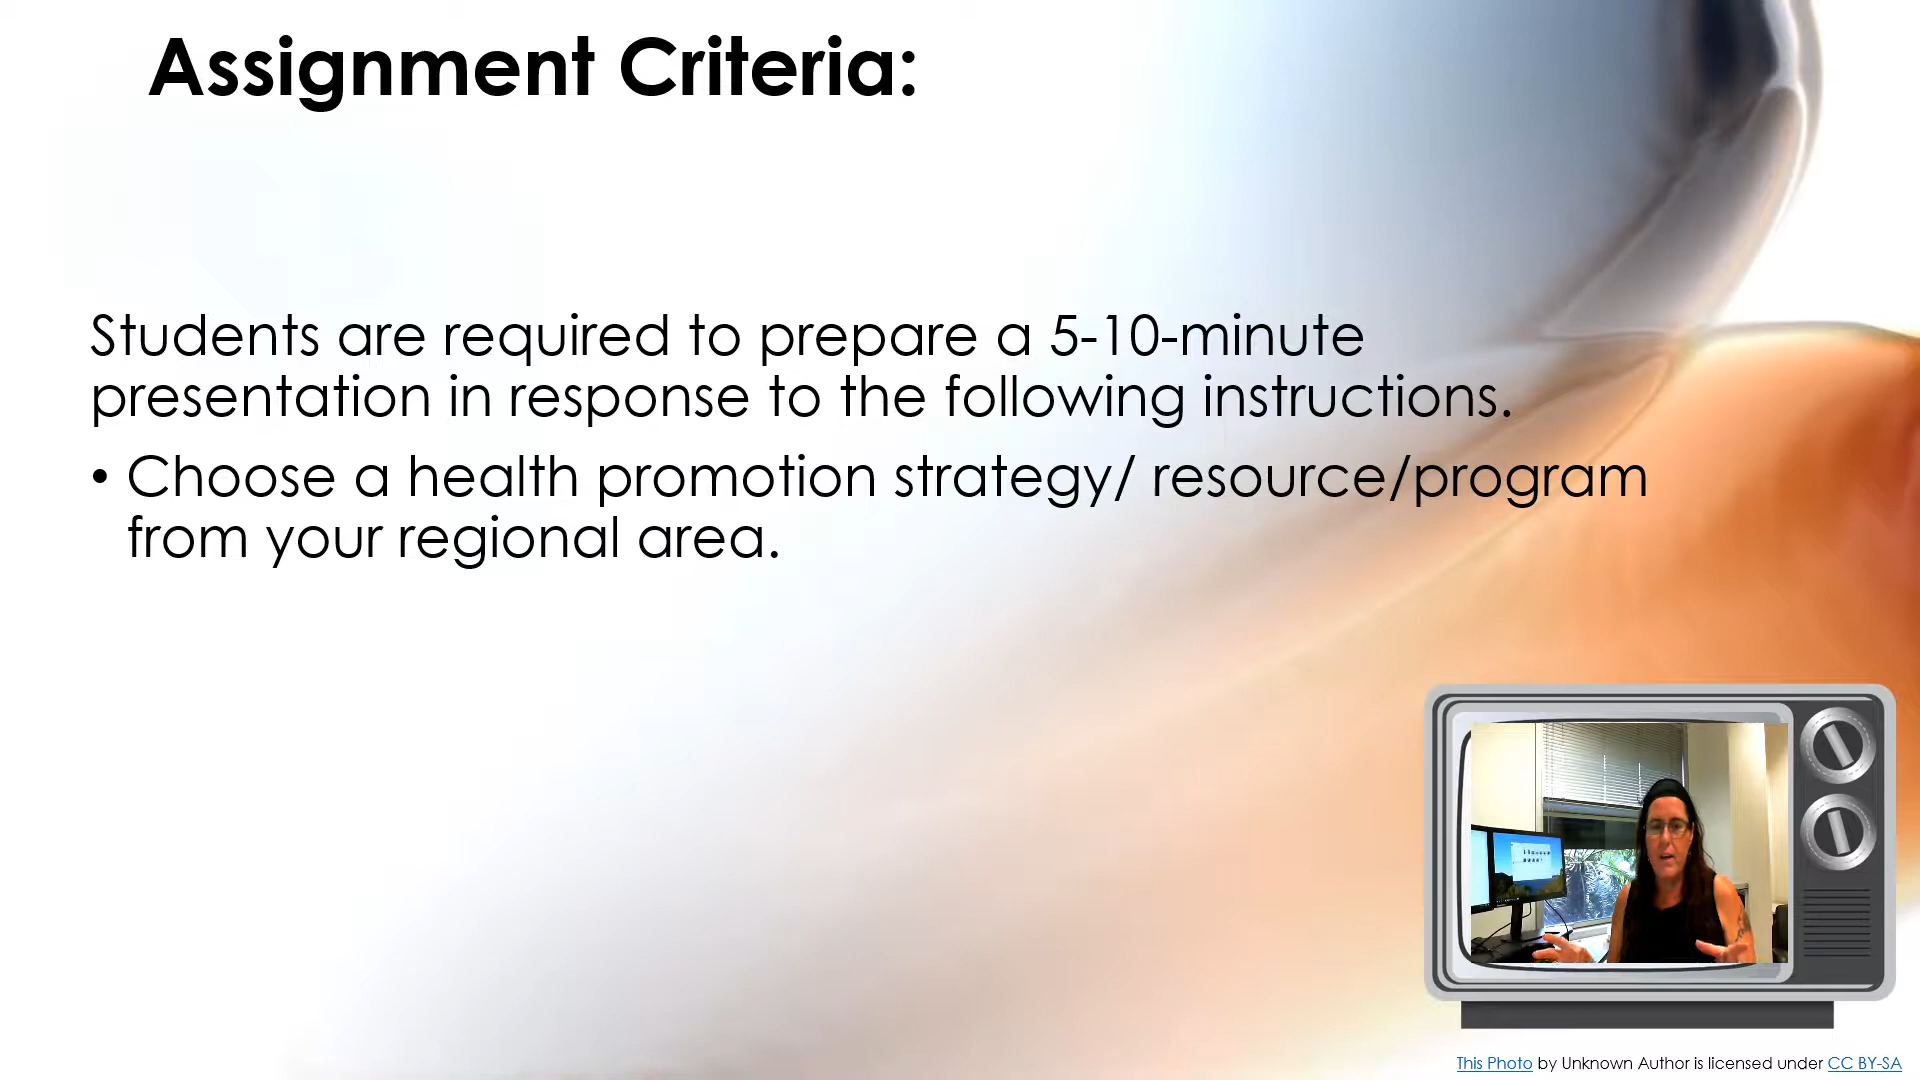 Assignment Criteria:
Students are required to prepare a 5-10-minute
presentation in response to the following instructions.
• Choose a health promotion strategy/ resource/program
from your regional area.
This Photo by Unknown Author is licensed under CC BY-SA